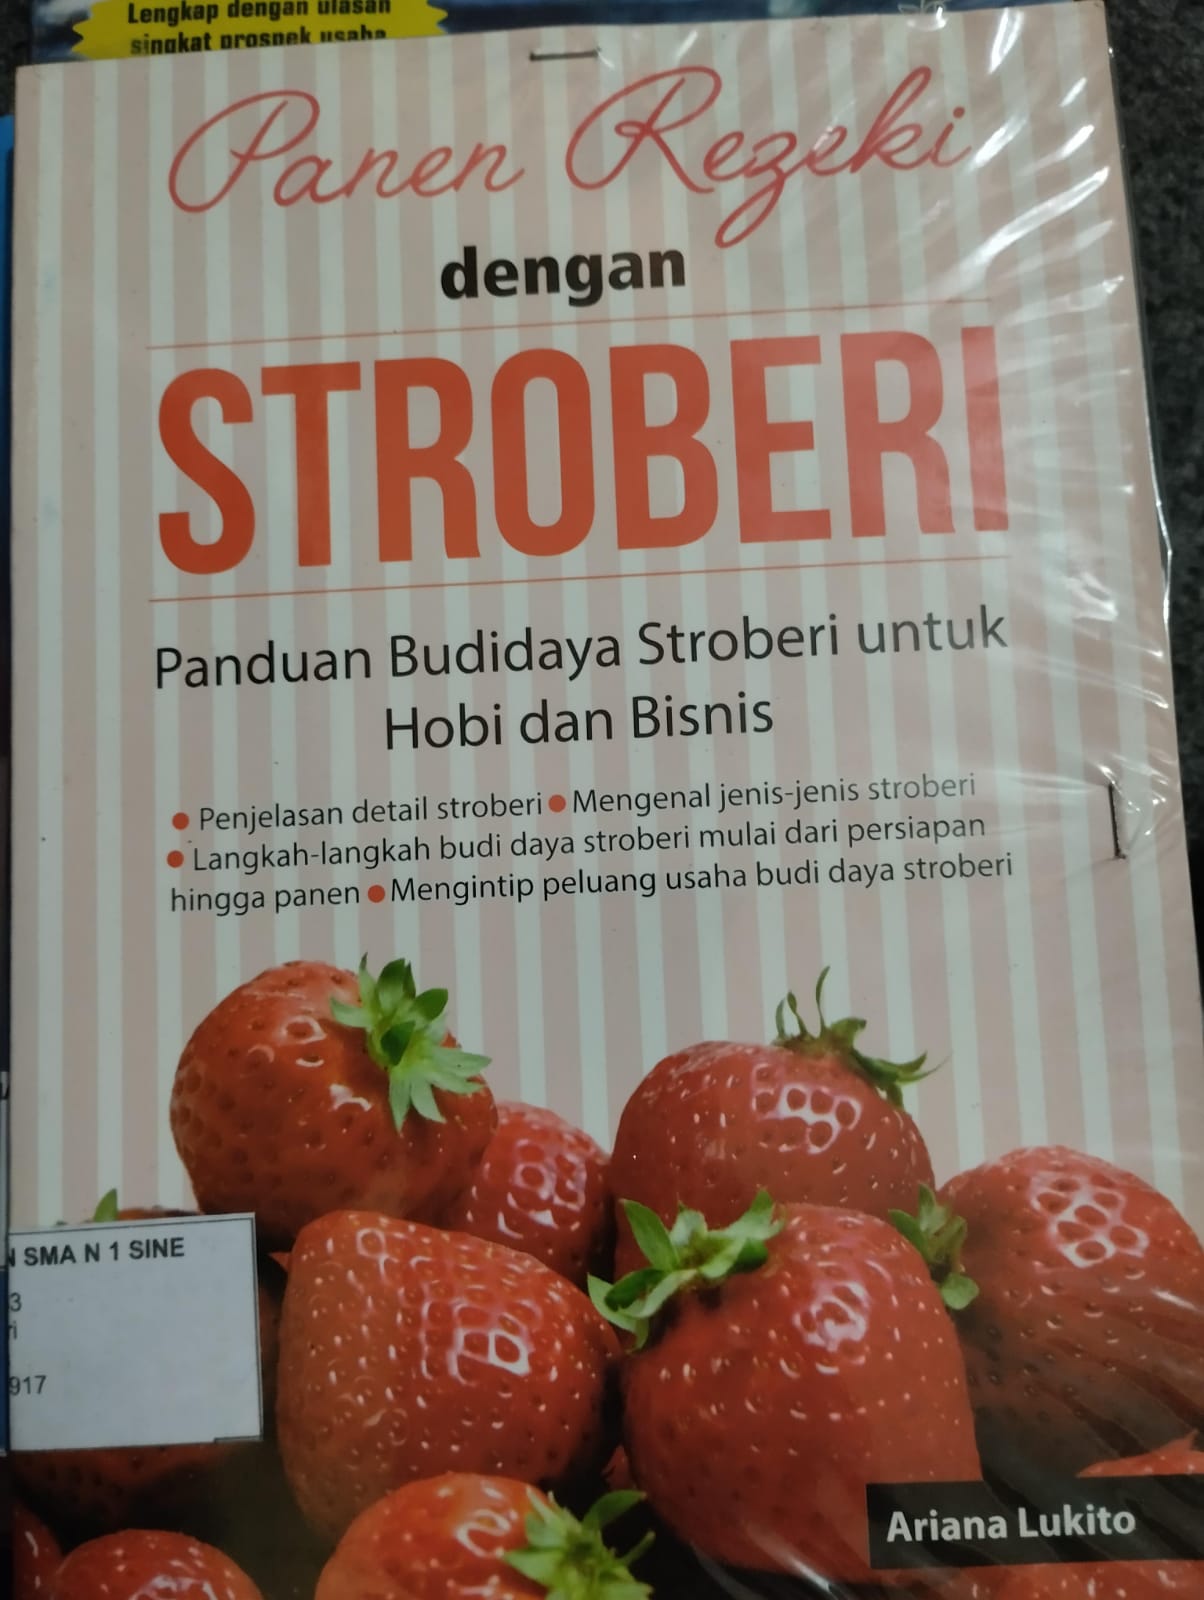 Lengkap dengan ulasan
singkat prospek usaha
Panen Rezeki
dengan
STROBERI
Panduan Budidaya Stroberi untuk
Hobi dan Bisnis
● Penjelasan detail stroberi ● Mengenal jenis-jenis stroberi
● Langkah-langkah budi daya stroberi mulai dari persiapan
hingga panen ● Mengintip peluang usaha budi daya stroberi
SMA N 1 SINE
3
917
Ariana Lukito